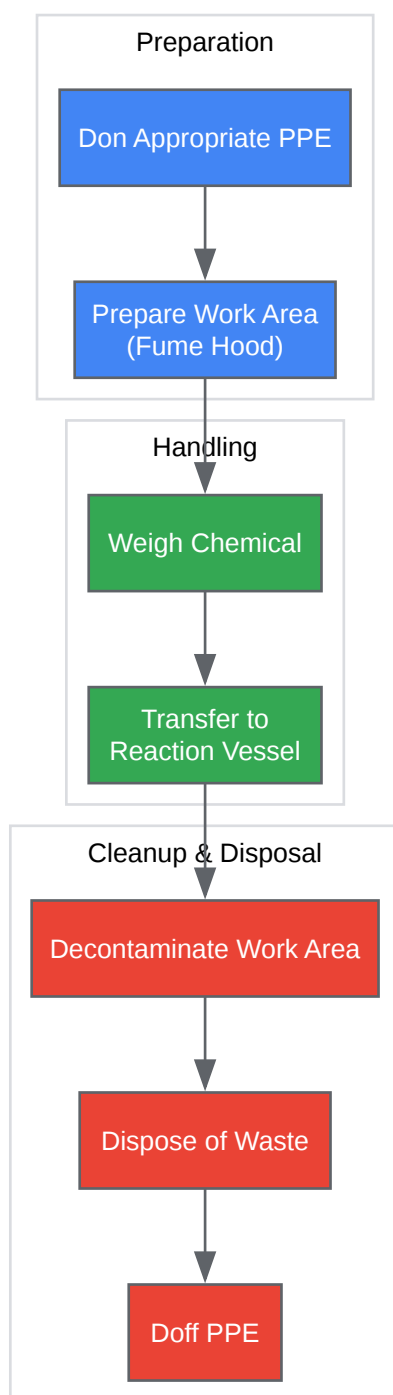 Preparation
Don Appropriate PPE
Prepare Work Area
(Fume Hood)
Handling
Weigh Chemical
Transfer to
Reaction Vessel
Cleanup & Disposal
Decontaminate Work Area
Dispose of Waste
Doff PPE